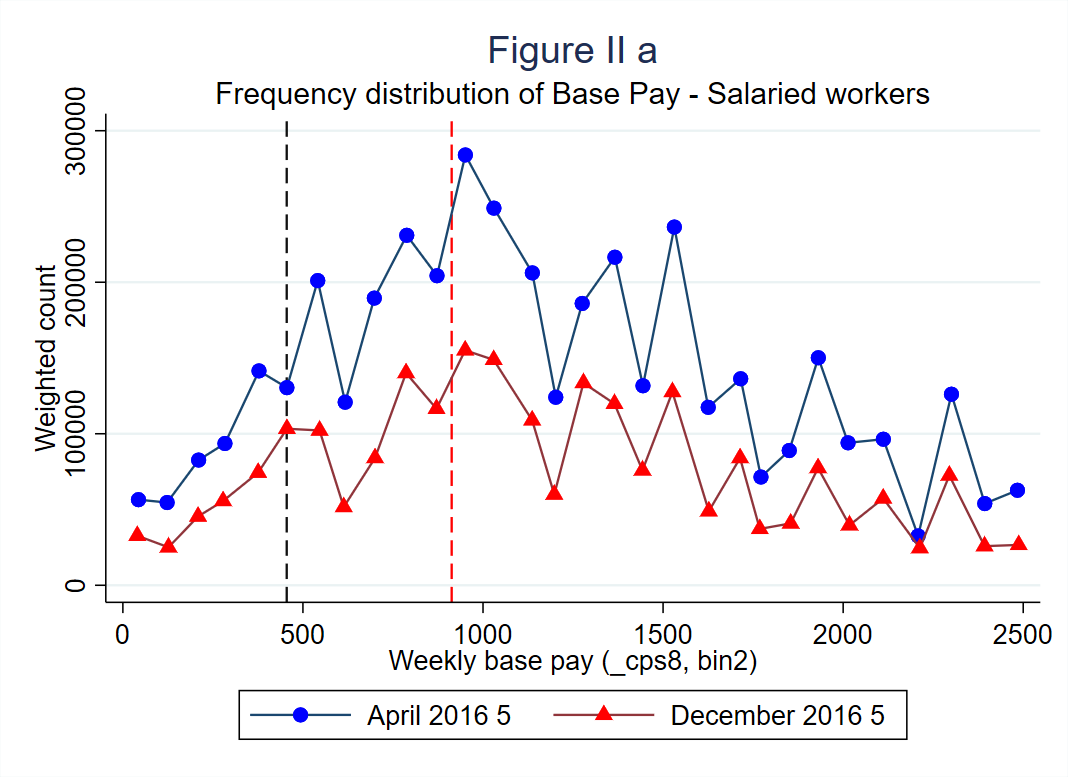 Figure II a
Frequency distribution of Base Pay - Salaried workers
Weighted count
300000
200000
100000
0
0 500 1000 1500 2000 2500
Weekly base pay (_cps8, bin2)
April 2016 5 December 2016 5